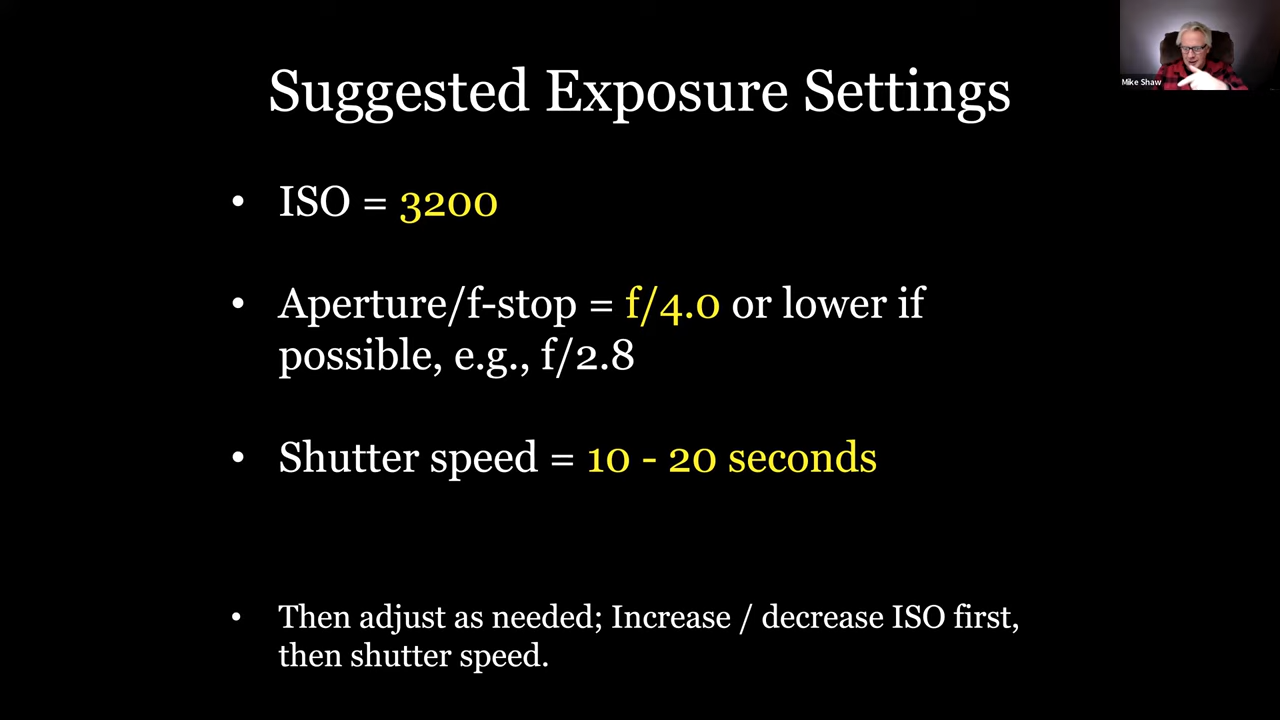 Suggested Exposure Settings
Mike Shaw
• ISO = 3200
• Aperture/f-stop = f/4.0 or lower if
possible, e.g., f/2.8
• Shutter speed = 10 - 20 seconds
• Then adjust as needed; Increase / decrease ISO first,
then shutter speed.